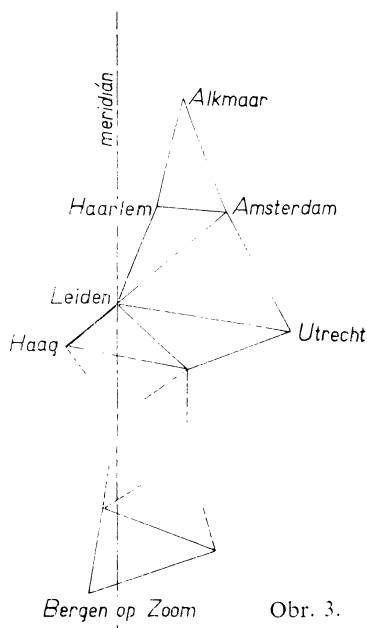 meridián
Alkmaar
Haarlem
Amsterdam
Leiden
Haag
Utrecht
Bergen op Zoom
Obr. 3.